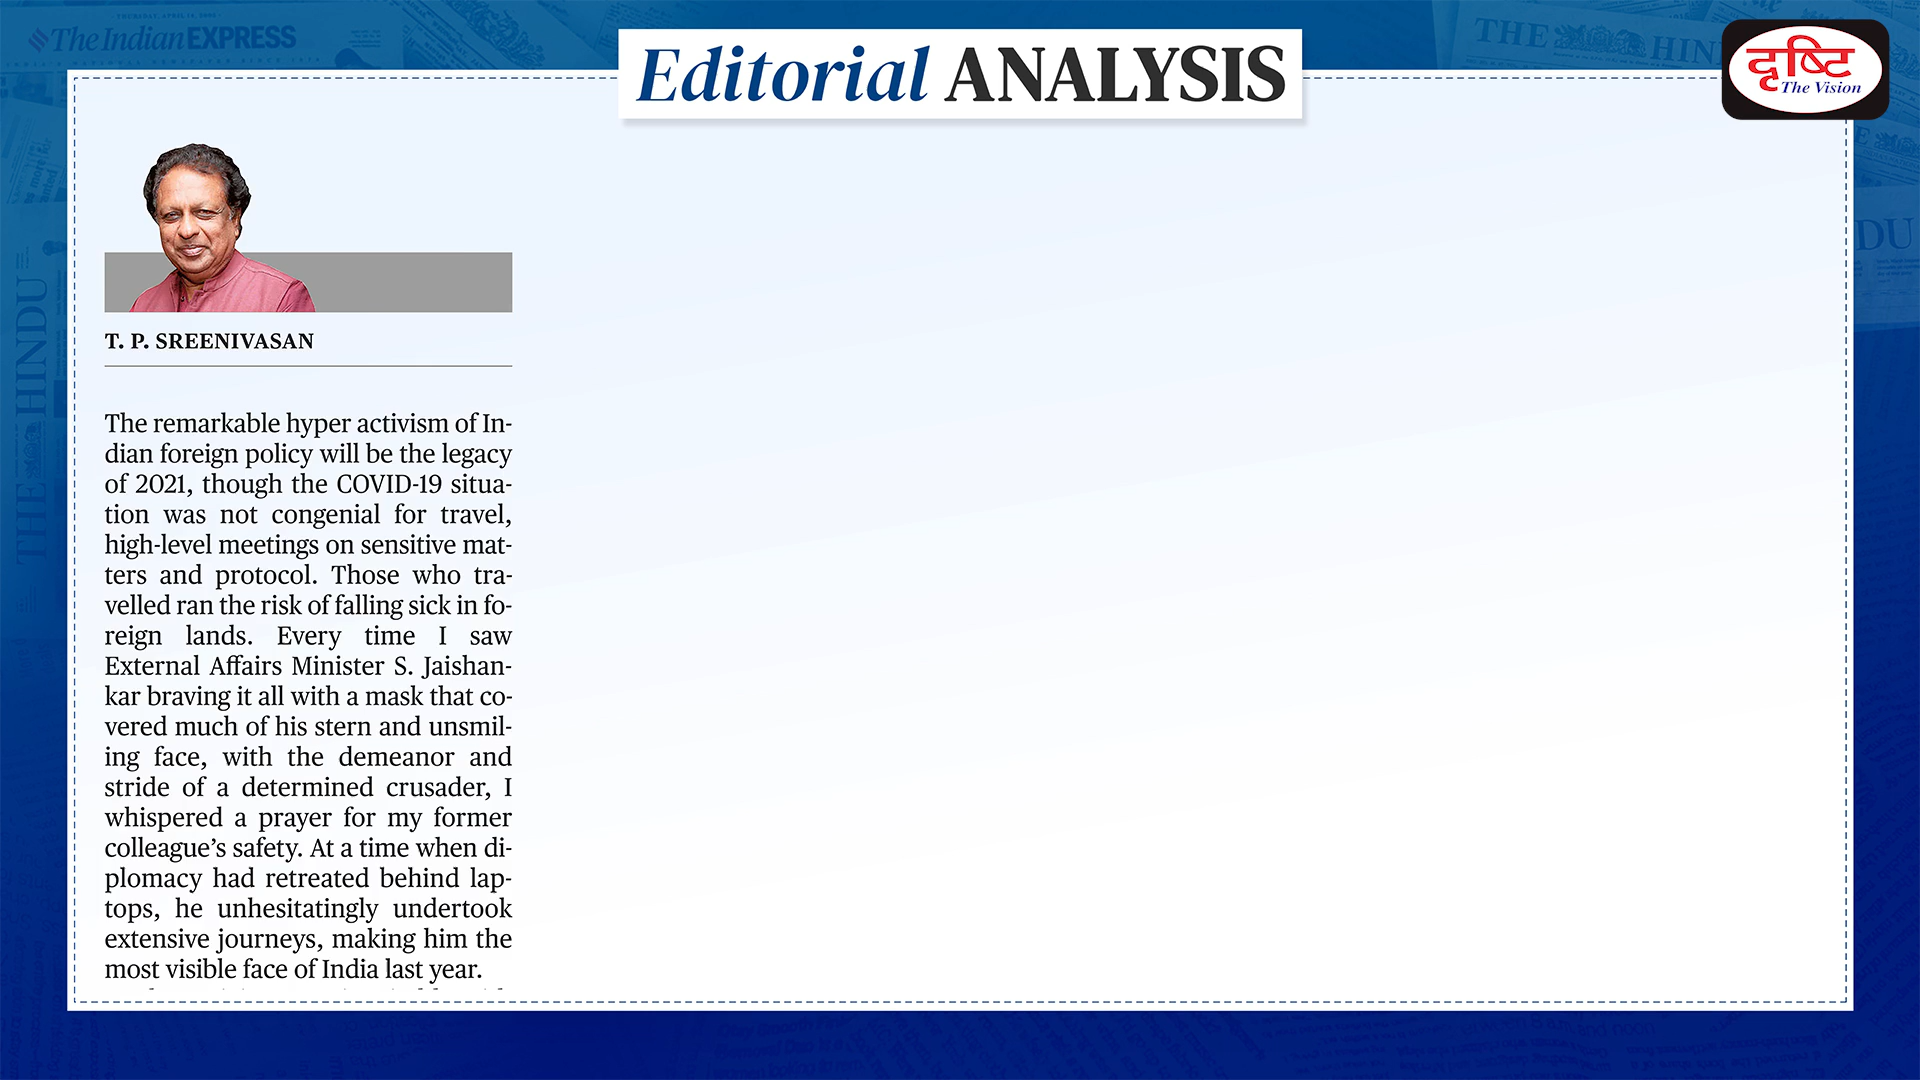 The Indian EXPRESS
Editorial ANALYSIS
THE HIN
दृष्टि
The Vision
T. P. SREENIVASAN
The remarkable hyper activism of In-
dian foreign policy will be the legacy
of 2021, though the COVID-19 situa-
tion was not congenial for travel,
high-level meetings on sensitive mat-
ters and protocol. Those who tra-
velled ran the risk of falling sick in fo-
reign lands. Every time I saw
External Affairs Minister S. Jaishan-
kar braving it all with a mask that co-
vered much of his stern and unsmil-
ing face, with the demeanor and
stride of a determined crusader, I
whispered a prayer for my former
colleague’s safety. At a time when di-
plomacy had retreated behind lap-
tops, he unhesitatingly undertook
extensive journeys, making him the
most visible face of India last year.
THE HINDU
DU